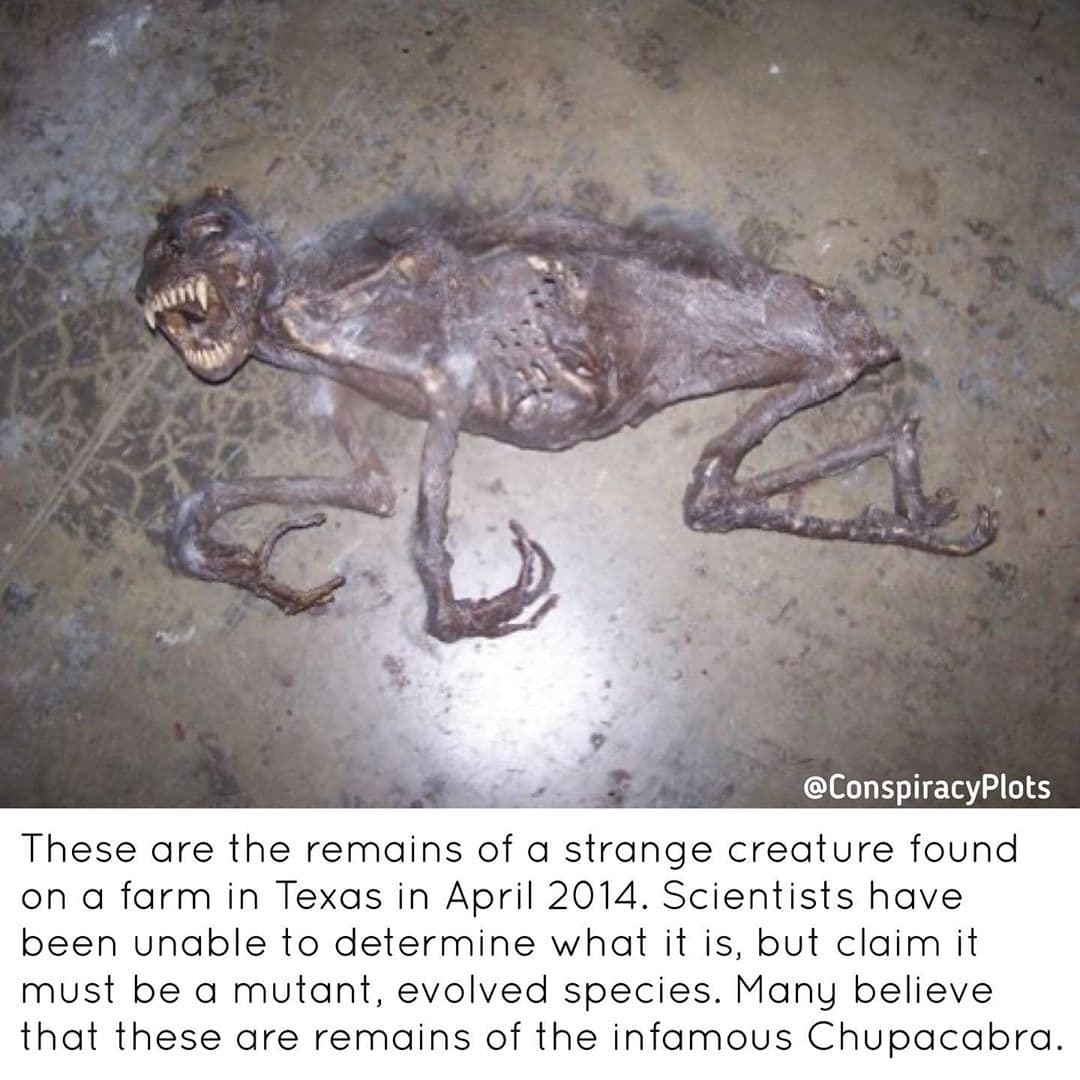 @ConspiracyPlots
These are the remains of a strange creature found
on a farm in Texas in April 2014. Scientists have
been unable to determine what it is, but claim it
must be a mutant, evolved species. Many believe
that these are remains of the infamous Chupacabra.